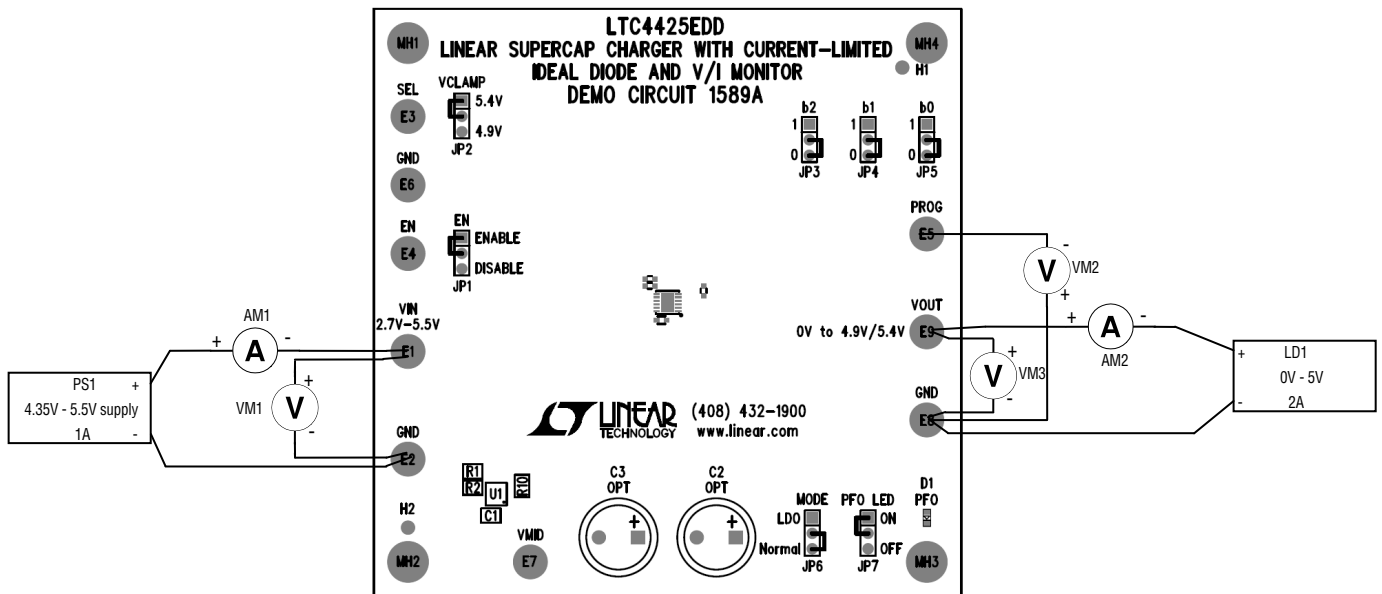 LTC4425EDD
LINEAR SUPERCAP CHARGER WITH CURRENT-LIMITED
IDEAL DIODE AND V/I MONITOR
DEMO CIRCUIT 1589A
MH1
MH4
H1
SEL
E3
VCLAMP
5.4V
4.9V
JP2
b2
1
0
JP3
b1
1
0
JP4
b0
1
0
JP5
GND
E6
EN
E4
EN
ENABLE
DISABLE
JP1
PROG
E5
- V +
VM2
VIN
2.7V-5.5V
E1
AM1
+ A -
VOUT
0V to 4.9V/5.4V
E9
+ A -
AM2
PS1 +
4.35V - 5.5V supply
1A -
+ V -
VM1
+ V -
VM3
+ LD1
0V - 5V
- 2A
GND
E2
GND
E8
LINEAR
TECHNOLOGY
(408) 432-1900
www.linear.com
R1
R2
U1
R10
C1
H2
MH2
VMID
E7
C3
OPT
+
C2
OPT
+
MODE
LDO
Normal
JP6
PFO LED
ON
OFF
JP7
D1
PFO
MH3